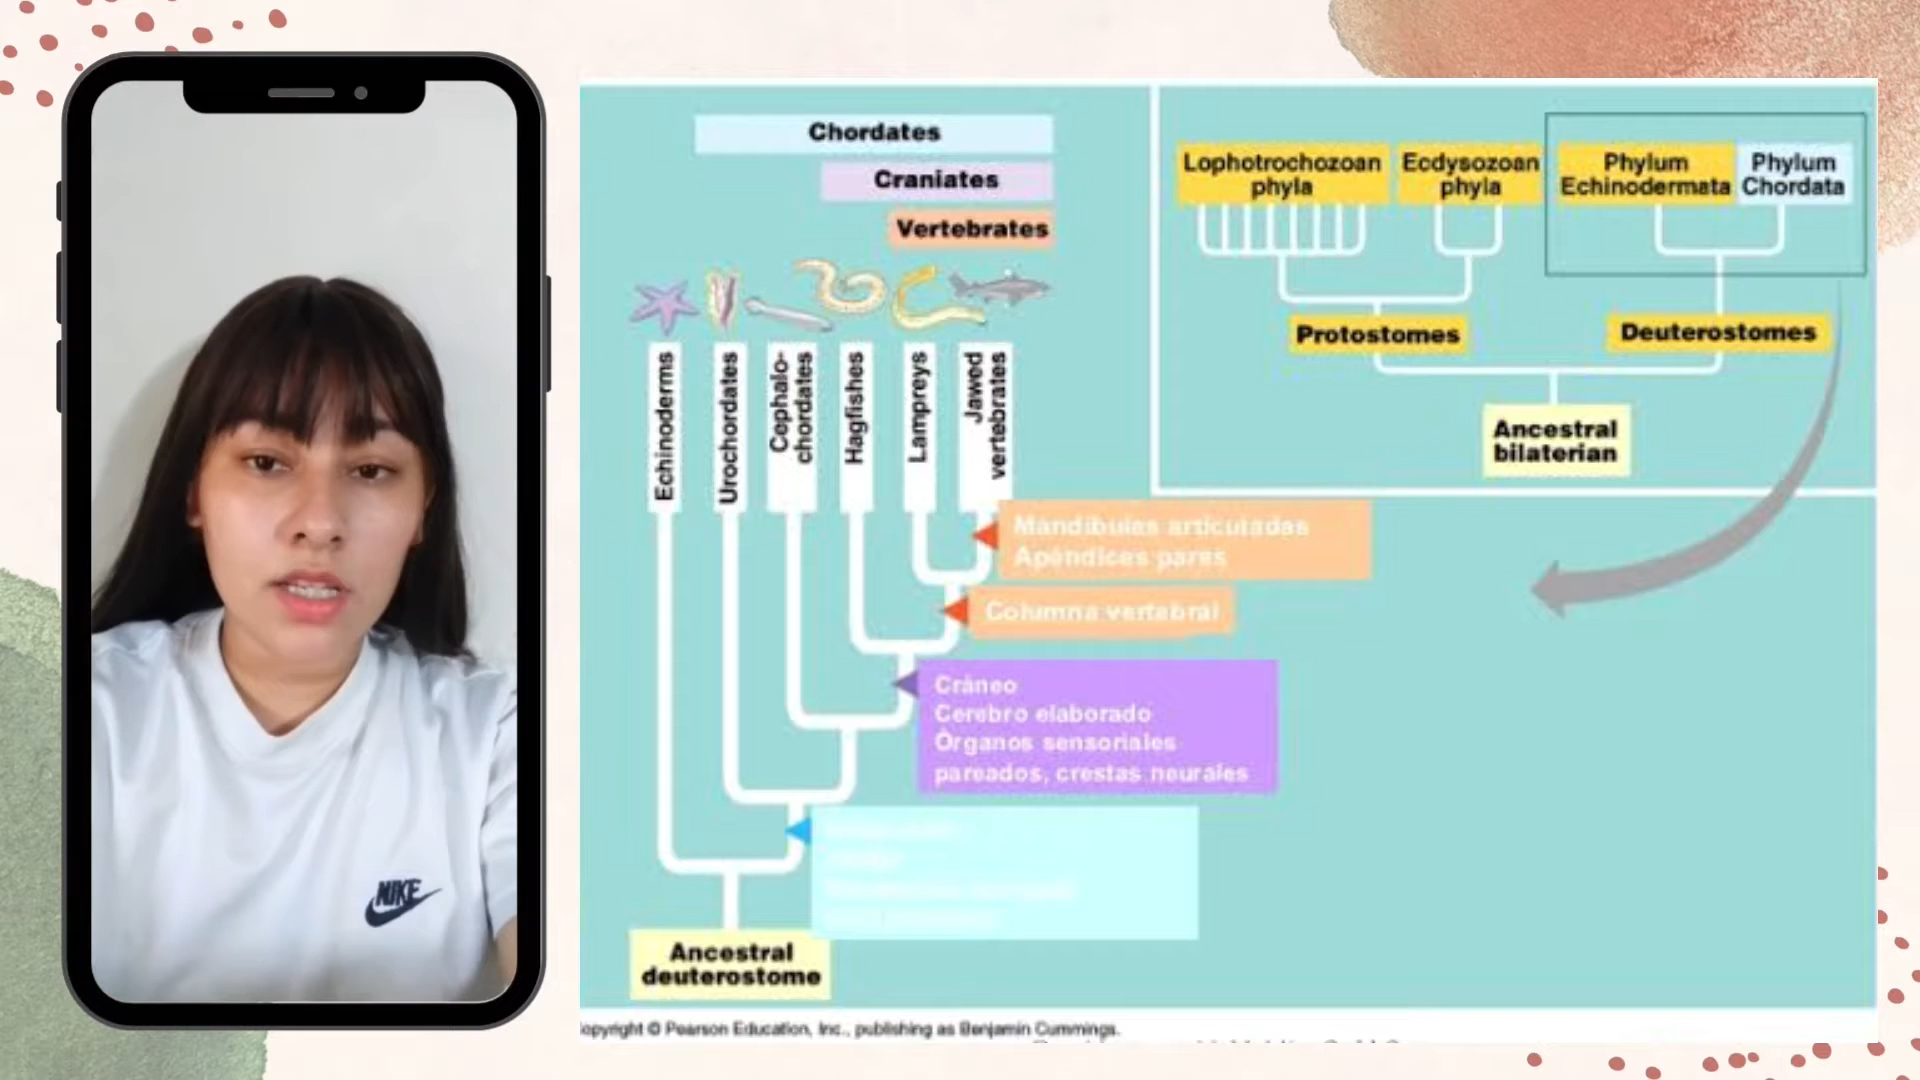 NIKE
Chordates
Craniates
Vertebrates
Echinoderms
Urochordates
Cephalo-
chordates
Hagfishes
Lampreys
Jawed
vertebrates
Mandíbulas articuladas
Apéndices pares
Columna vertebral
Cráneo
Cerebro elaborado
Órganos sensoriales
pareados, crestas neurales
Ancestral
deuterostome
Lophotrochozoan
phyla
Ecdysozoan
phyla
Phylum
Echinodermata
Phylum
Chordata
Protostomes
Deuterostomes
Ancestral
bilaterian
opyright © Pearson Education, Inc., publishing as Benjamin Cummings.